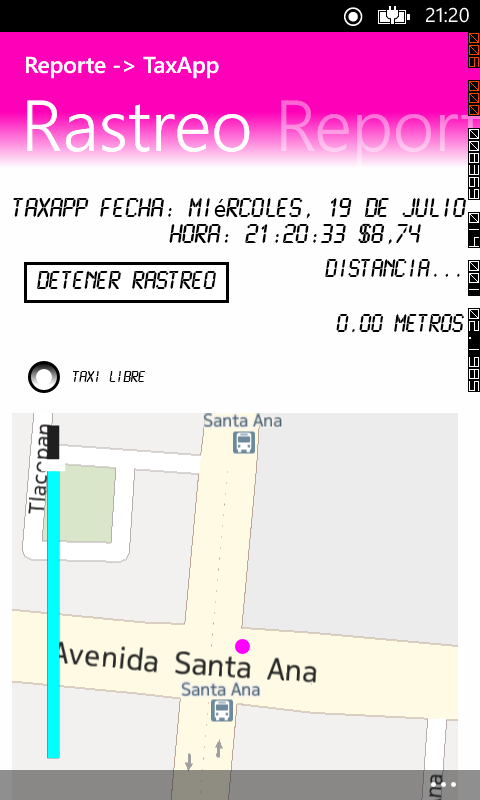 21:20
Reporte -> TaxApp
Rastreo Report
TAXAPP FECHA: MIéRCOLES, 19 DE JULIO
HORA: 21:20:33 $8,74
DETENER RASTREO
DISTANCIA...
0.00 METROS
TAXI LIBRE
Santa Ana
Tlacopan
Avenida Santa Ana
Santa Ana